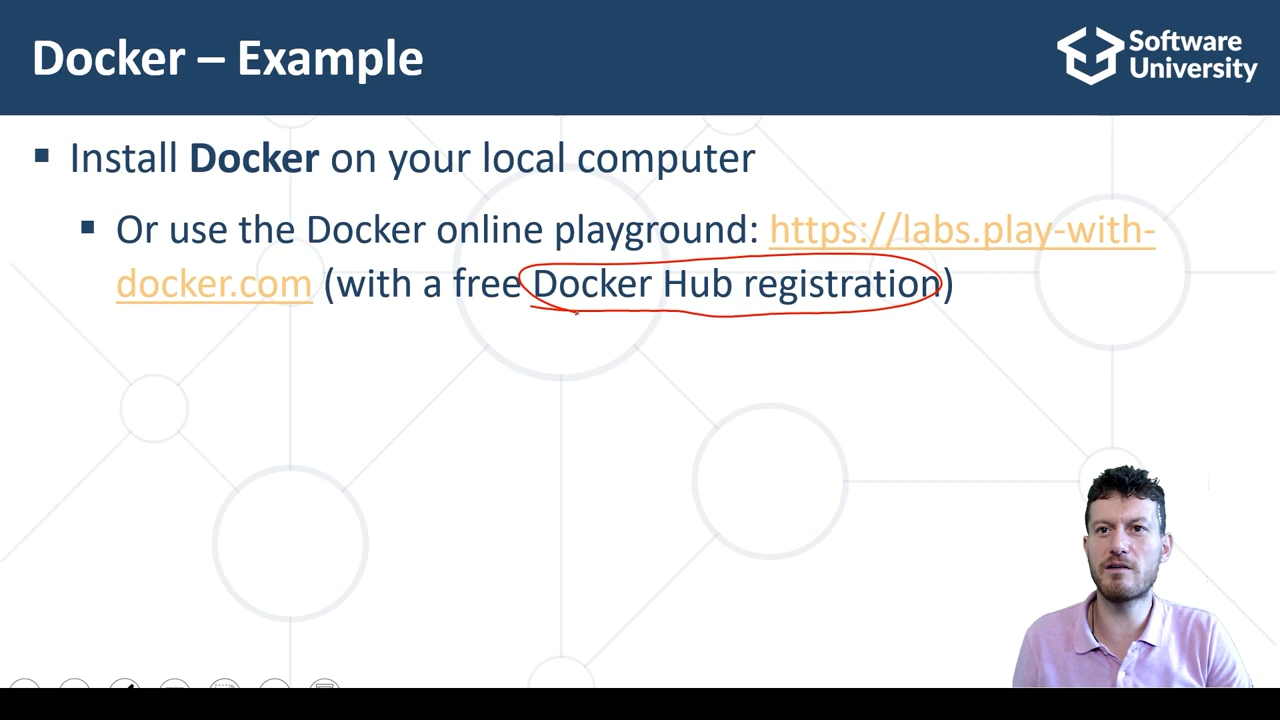 Docker – Example
Software
University
Install Docker on your local computer
Or use the Docker online playground: https://labs.play-with-
docker.com (with a free Docker Hub registration)